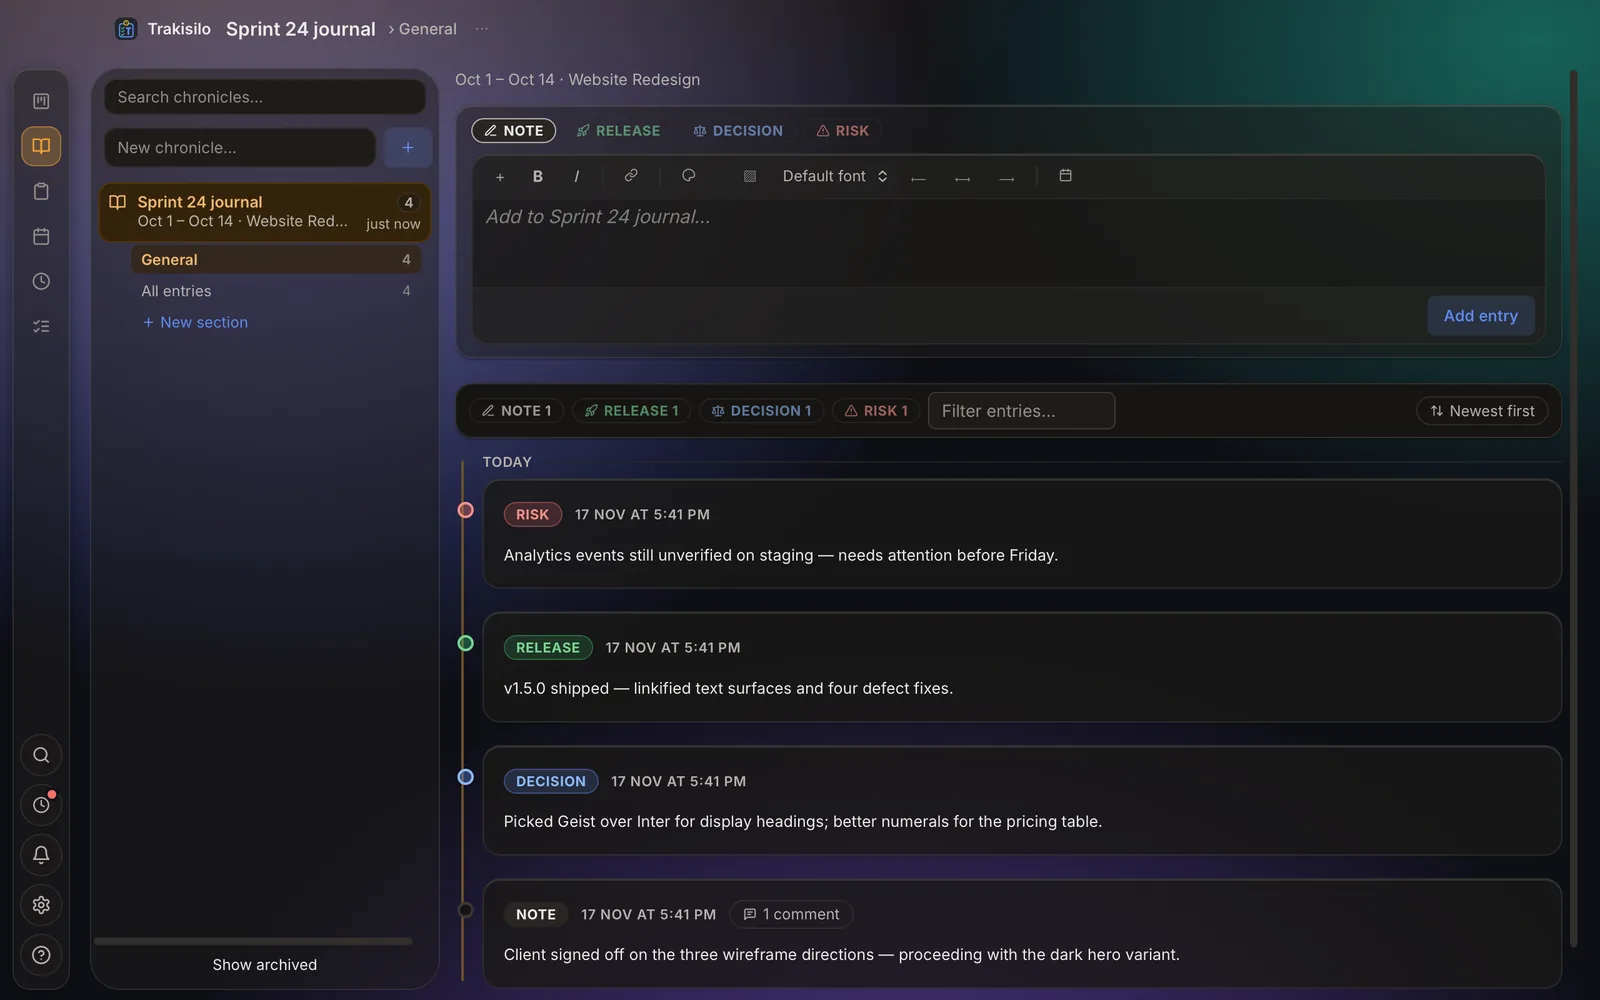 Trakisilo Sprint 24 journal › General ...
Search chronicles...
New chronicle... +
Sprint 24 journal 4
Oct 1 – Oct 14 · Website Red... just now
General 4
All entries 4
+ New section
Show archived
Oct 1 – Oct 14 · Website Redesign
NOTE RELEASE DECISION RISK
+ B I Default font
Add to Sprint 24 journal...
Add entry
NOTE 1 RELEASE 1 DECISION 1 RISK 1 Filter entries... Newest first
TODAY
RISK 17 NOV AT 5:41 PM
Analytics events still unverified on staging — needs attention before Friday.
RELEASE 17 NOV AT 5:41 PM
v1.5.0 shipped — linkified text surfaces and four defect fixes.
DECISION 17 NOV AT 5:41 PM
Picked Geist over Inter for display headings; better numerals for the pricing table.
NOTE 17 NOV AT 5:41 PM 1 comment
Client signed off on the three wireframe directions — proceeding with the dark hero variant.